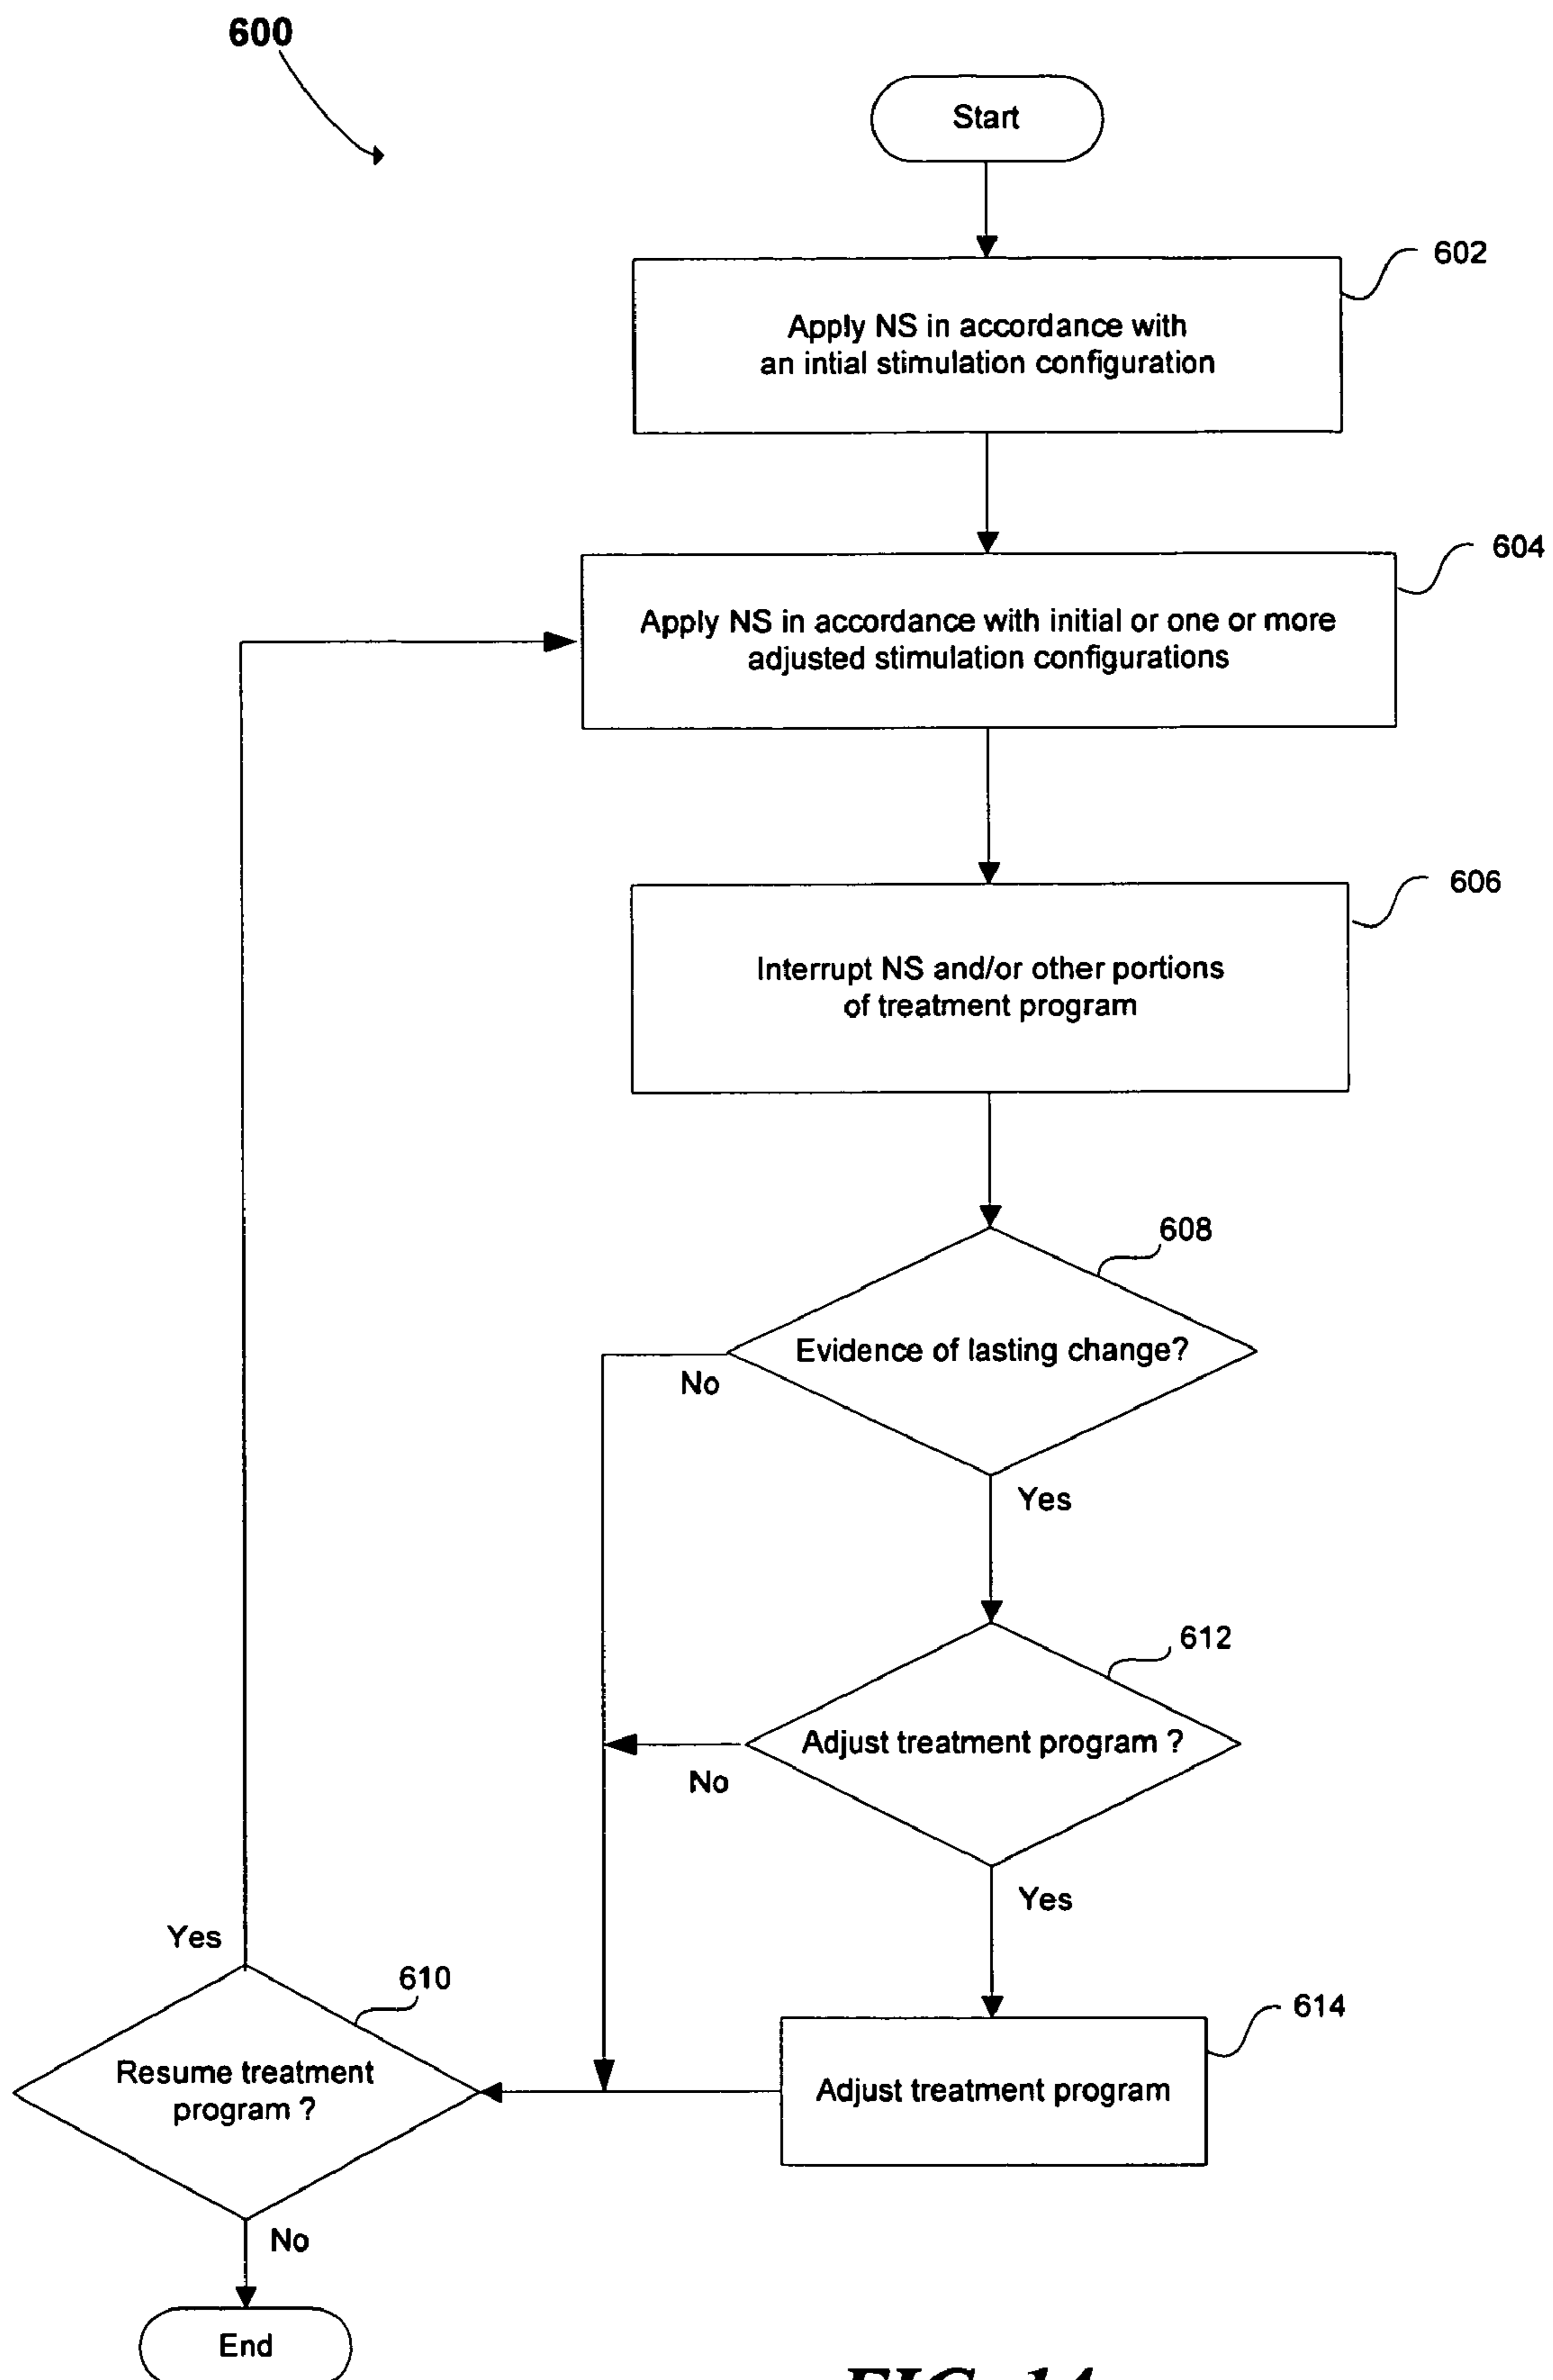 600
Start
602
Apply NS in accordance with
an intial stimulation configuration
604
Apply NS in accordance with initial or one or more
adjusted stimulation configurations
606
Interrupt NS and/or other portions
of treatment program
608
Evidence of lasting change?
No
Yes
612
Adjust treatment program ?
No
Yes
Yes
610
Resume treatment
program ?
614
Adjust treatment program
No
End
FIG. 14